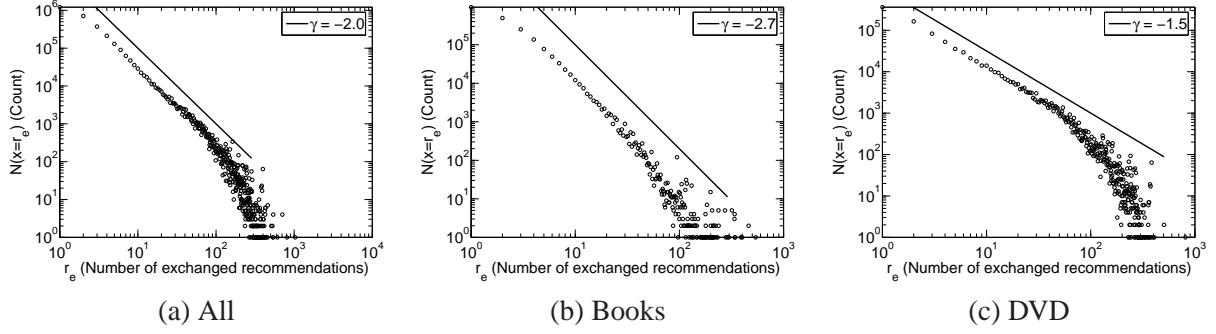 γ = −2.0
10^6
10^5
10^4
10^3
10^2
10^1
10^0
N(x=r_e) (Count)
10^0 10^1 10^2 10^3 10^4
r_e (Number of exchanged recommendations)
(a) All
γ = −2.7
10^5
10^4
10^3
10^2
10^1
10^0
N(x=r_e) (Count)
10^0 10^1 10^2 10^3
r_e (Number of exchanged recommendations)
(b) Books
γ = −1.5
10^5
10^4
10^3
10^2
10^1
10^0
N(x=r_e) (Count)
10^0 10^1 10^2 10^3
r_e (Number of exchanged recommendations)
(c) DVD